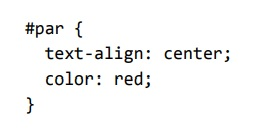 #par {
  text-align: center;
  color: red;
}